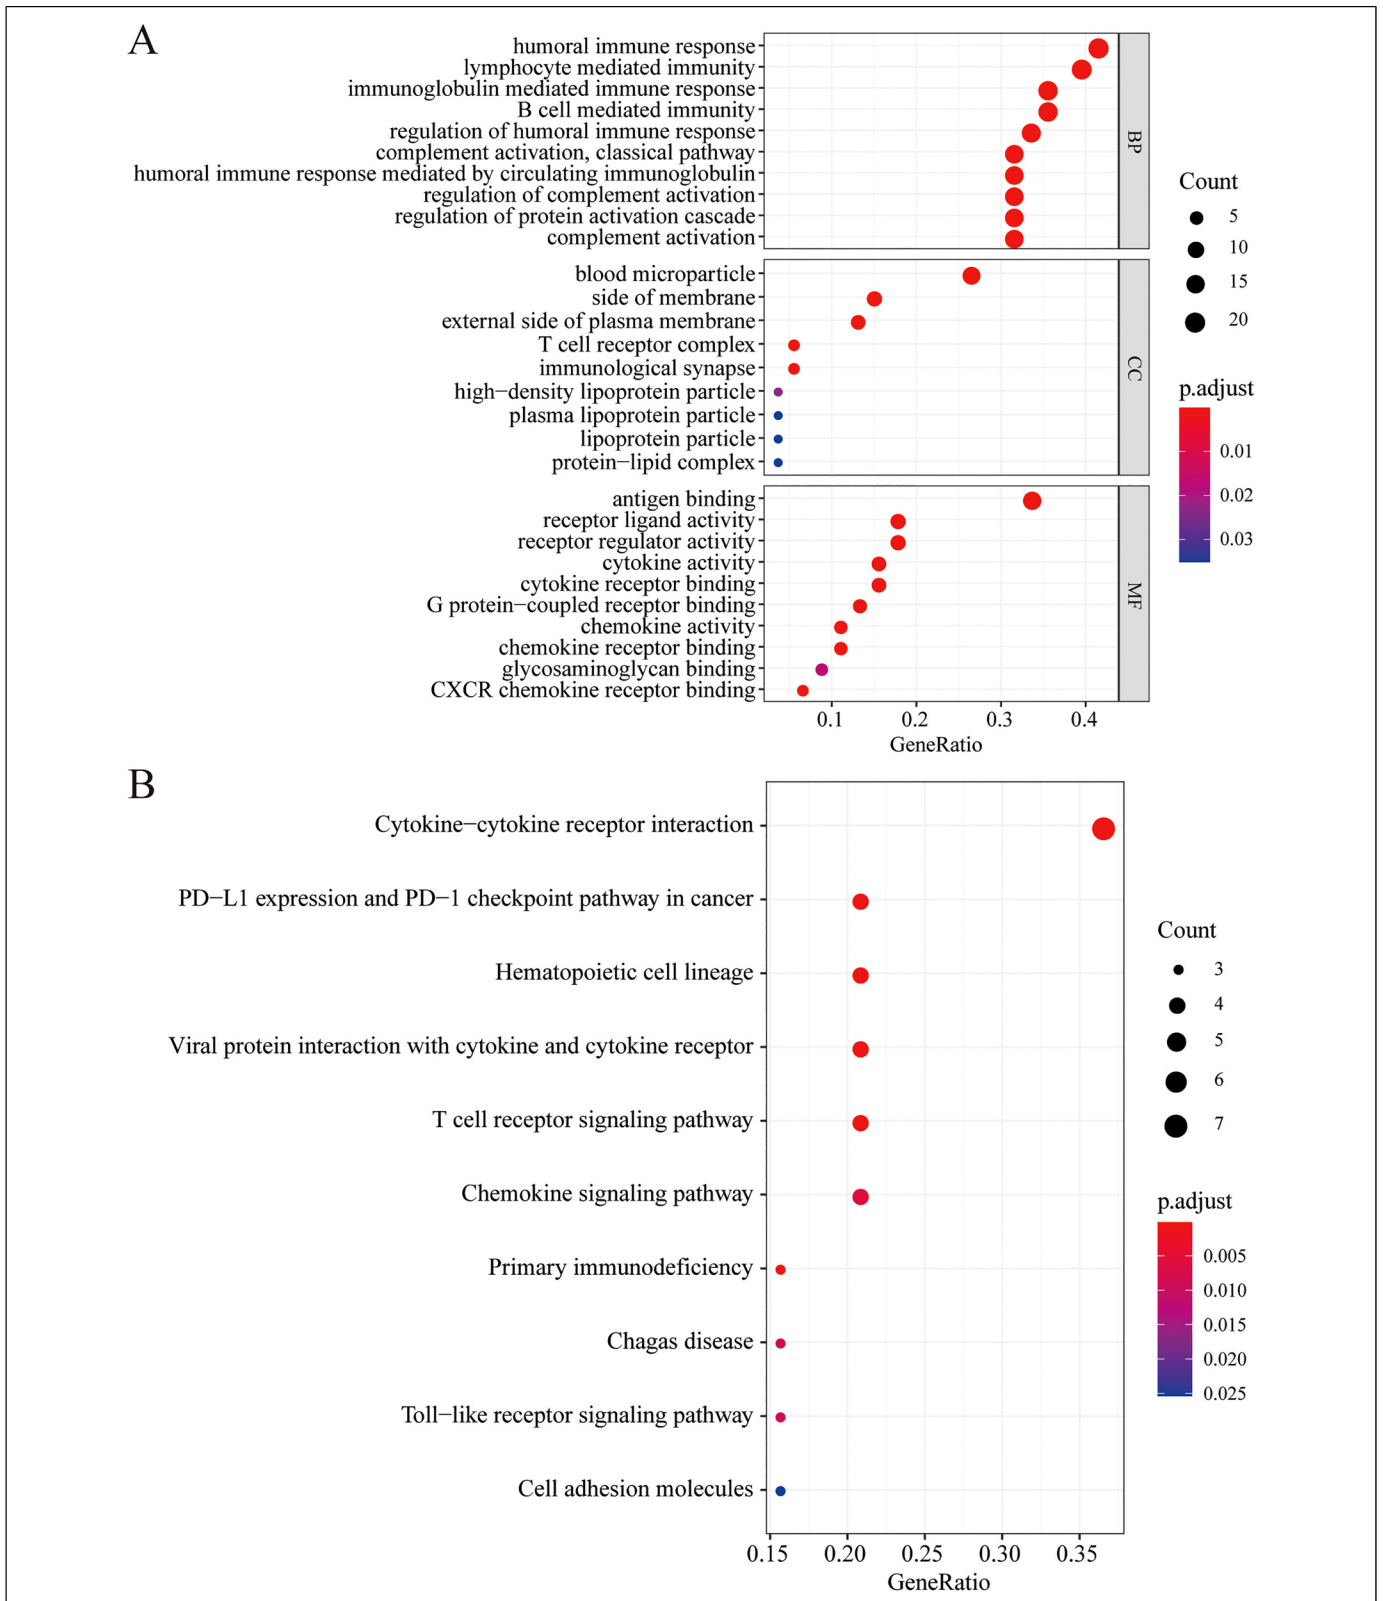 A
humoral immune response
lymphocyte mediated immunity
immunoglobulin mediated immune response
B cell mediated immunity
regulation of humoral immune response
complement activation, classical pathway
humoral immune response mediated by circulating immunoglobulin
regulation of complement activation
regulation of protein activation cascade
complement activation
BP
blood microparticle
side of membrane
external side of plasma membrane
T cell receptor complex
immunological synapse
high−density lipoprotein particle
plasma lipoprotein particle
lipoprotein particle
protein−lipid complex
CC
antigen binding
receptor ligand activity
receptor regulator activity
cytokine activity
cytokine receptor binding
G protein−coupled receptor binding
chemokine activity
chemokine receptor binding
glycosaminoglycan binding
CXCR chemokine receptor binding
MF
0.1 0.2 0.3 0.4
GeneRatio
Count
5
10
15
20
p.adjust
0.01
0.02
0.03
B
Cytokine−cytokine receptor interaction
PD−L1 expression and PD−1 checkpoint pathway in cancer
Hematopoietic cell lineage
Viral protein interaction with cytokine and cytokine receptor
T cell receptor signaling pathway
Chemokine signaling pathway
Primary immunodeficiency
Chagas disease
Toll−like receptor signaling pathway
Cell adhesion molecules
0.15 0.20 0.25 0.30 0.35
GeneRatio
Count
3
4
5
6
7
p.adjust
0.005
0.010
0.015
0.020
0.025